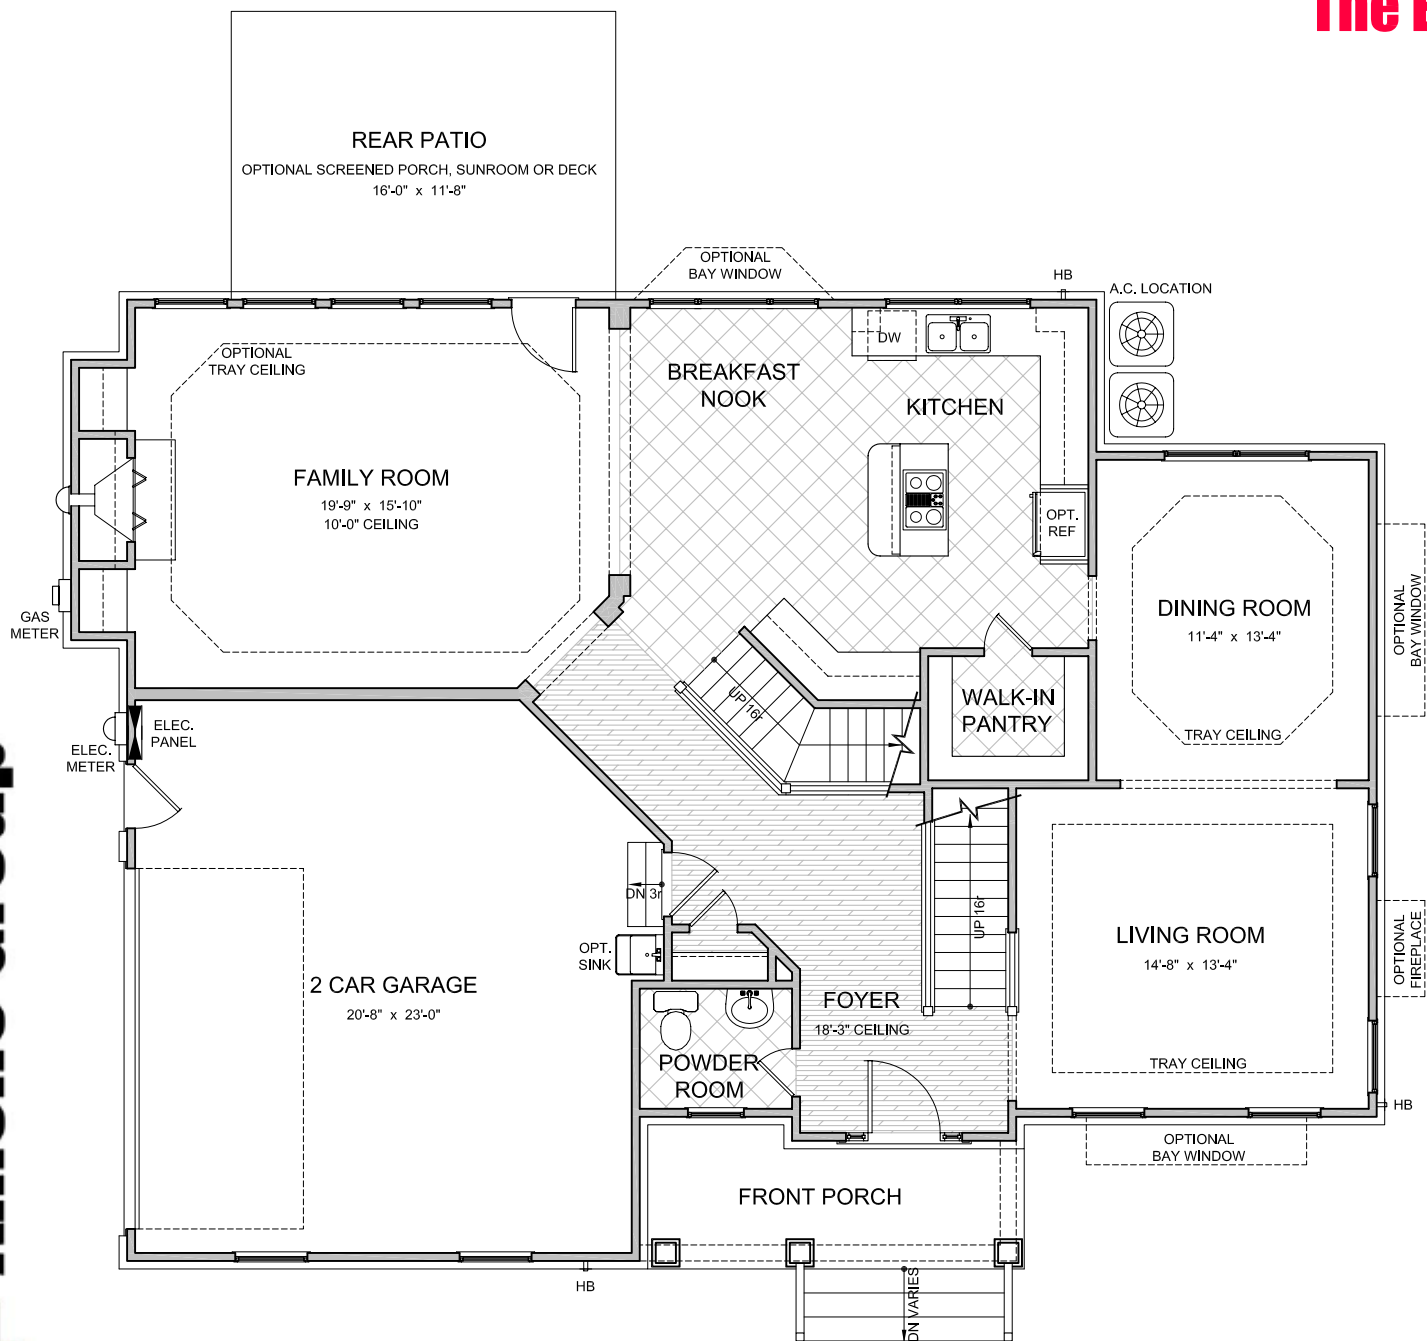 The
REAR PATIO
OPTIONAL SCREENED PORCH, SUNROOM OR DECK
16'-0" x 11'-8"
OPTIONAL
BAY WINDOW
HB
A.C. LOCATION
OPTIONAL
TRAY CEILING
DW
BREAKFAST
NOOK
KITCHEN
FAMILY ROOM
19'-9" x 15'-10"
10'-0" CEILING
OPT.
REF
GAS
METER
DINING ROOM
11'-4" x 13'-4"
OPTIONAL
BAY WINDOW
UP 16r
WALK-IN
PANTRY
TRAY CEILING
ELEC.
PANEL
ELEC.
METER
DN 3r
UP 16r
OPT.
SINK
LIVING ROOM
14'-8" x 13'-4"
OPTIONAL
FIREPLACE
2 CAR GARAGE
20'-8" x 23'-0"
FOYER
18'-3" CEILING
POWDER
ROOM
TRAY CEILING
HB
OPTIONAL
BAY WINDOW
FRONT PORCH
HB
DN VARIES